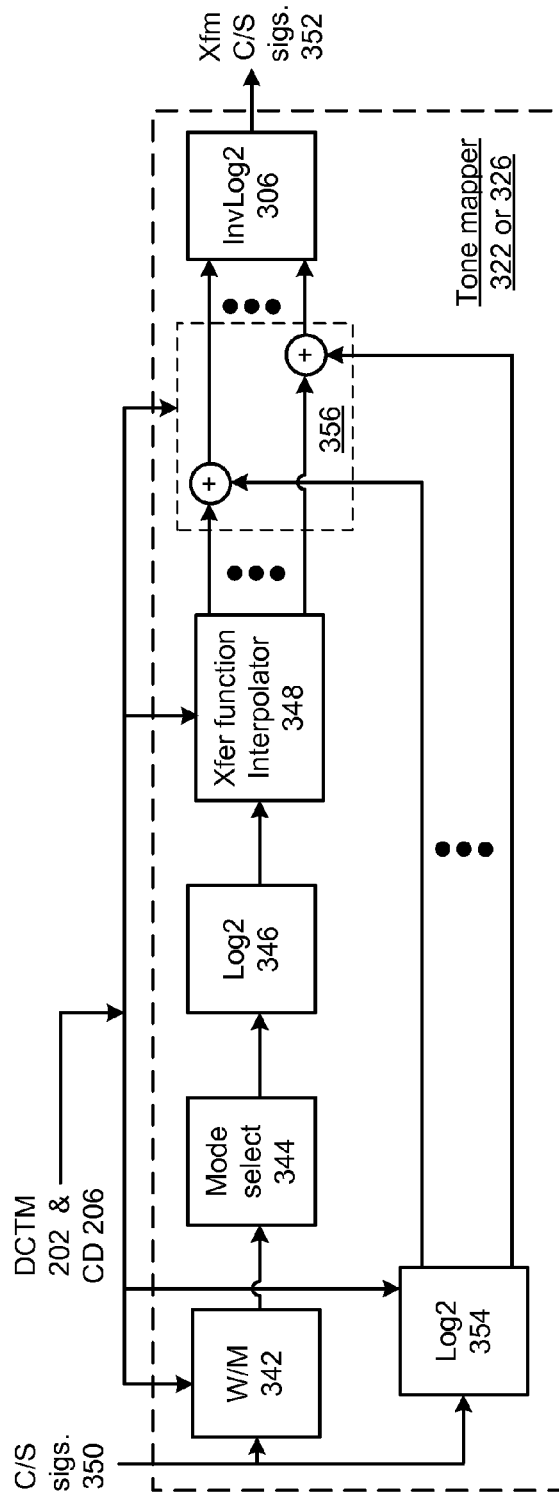 C/S
sigs.
350
DCTM
202 &
CD 206
W/M
342
Mode
select
344
Log2
346
Xfer function
Interpolator
348
+
+
356
InvLog2
306
Xfm
C/S
sigs.
352
Log2
354
Tone mapper
322 or 326